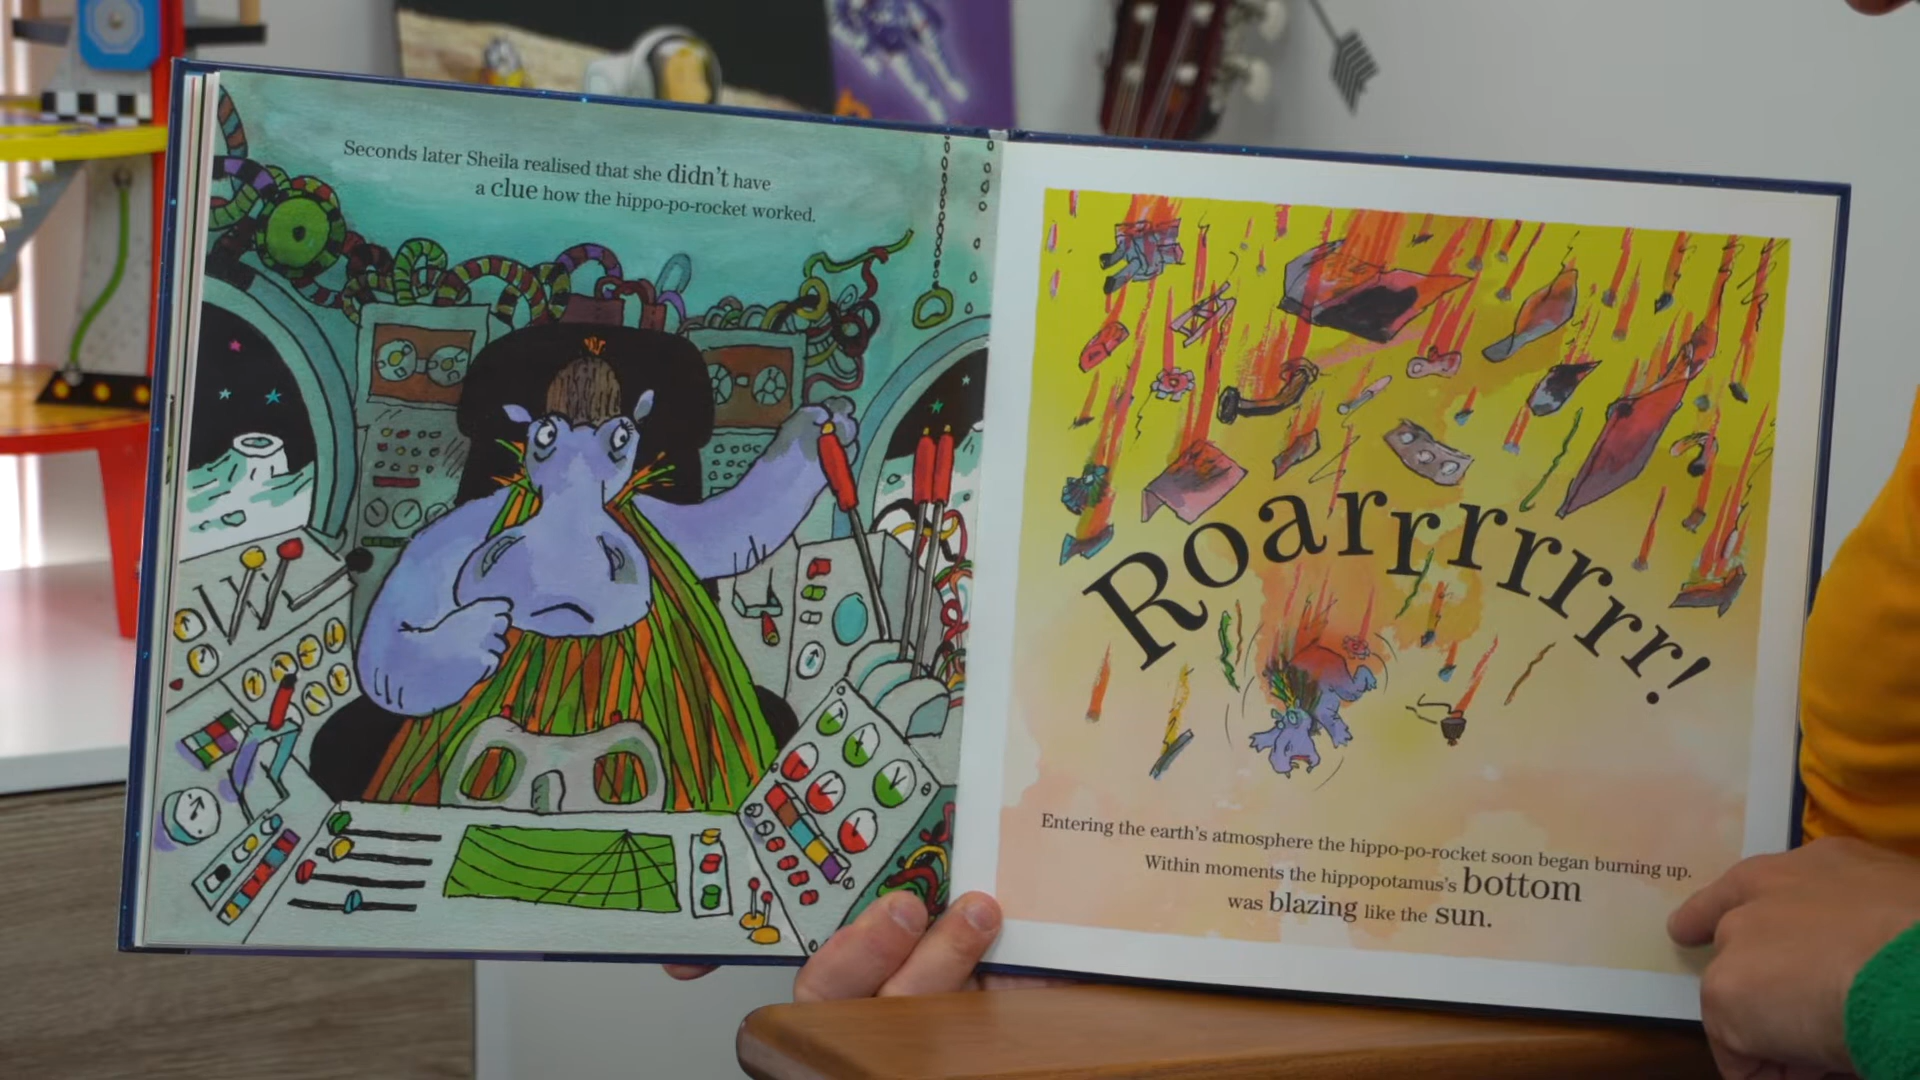 Seconds later Sheila realised that she didn't have
a clue how the hippo-po-rocket worked.
Roarrrrrrr!
Entering the earth's atmosphere the hippo-po-rocket soon began burning up.
Within moments the hippopotamus's bottom
was blazing like the sun.